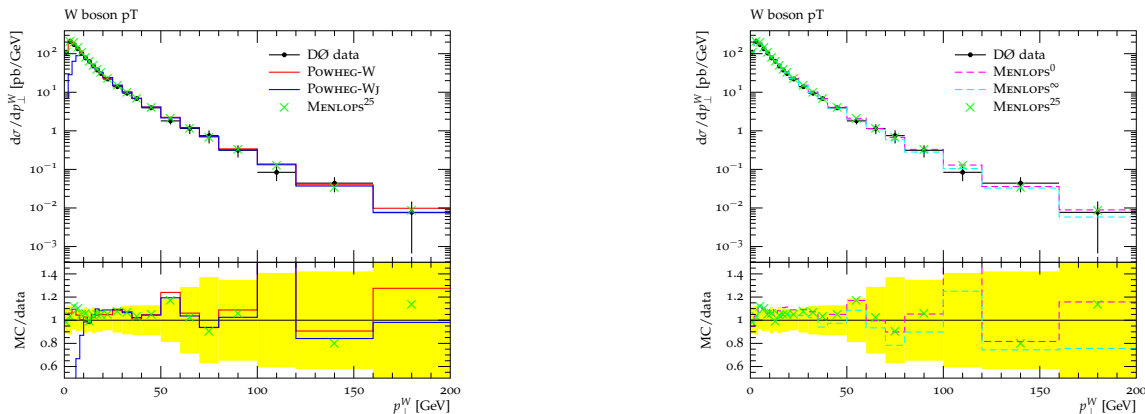 W boson pT
dσ/dp⊥^W [pb/GeV]
10²
10¹
1
10⁻¹
10⁻²
10⁻³
DØ data
Powheg-W
Powheg-Wj
Menlops²⁵
MC/data
1.4
1.2
1
0.8
0.6
0 50 100 150 200
p⊥^W [GeV]
W boson pT
dσ/dp⊥^W [pb/GeV]
10²
10¹
1
10⁻¹
10⁻²
10⁻³
DØ data
Menlops⁰
Menlops^∞
Menlops²⁵
MC/data
1.4
1.2
1
0.8
0.6
0 50 100 150 200
p⊥^W [GeV]